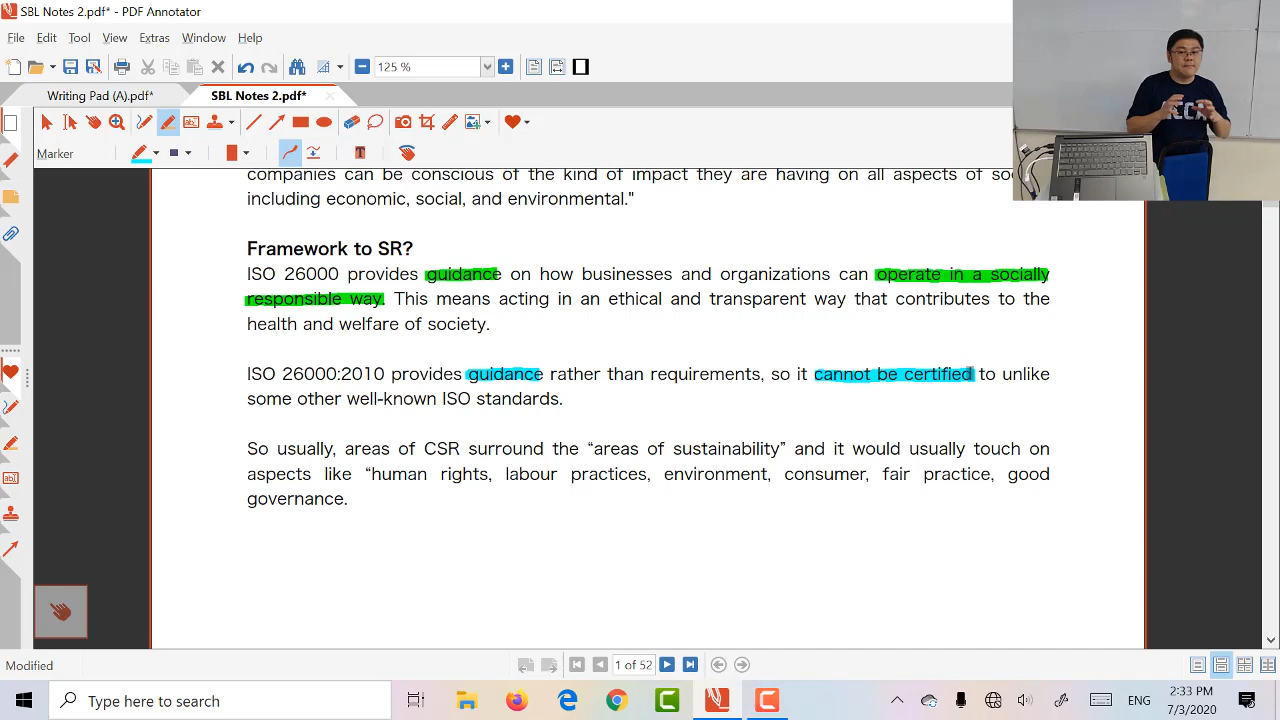 SBL Notes 2.pdf* - PDF Annotator
File Edit Tool View Extras Window Help
125 %
Writing Pad (A).pdf* SBL Notes 2.pdf*
Marker
companies can be conscious of the kind of impact they are having on all aspects of
including economic, social, and environmental."
Framework to SR?
ISO 26000 provides guidance on how businesses and organizations can operate in a socially
responsible way. This means acting in an ethical and transparent way that contributes to the
health and welfare of society.
ISO 26000:2010 provides guidance rather than requirements, so it cannot be certified to unlike
some other well-known ISO standards.
So usually, areas of CSR surround the “areas of sustainability” and it would usually touch on
aspects like “human rights, labour practices, environment, consumer, fair practice, good
governance.
Modified
1 of 52
Type here to search
ENG
2:33 PM
7/3/2020